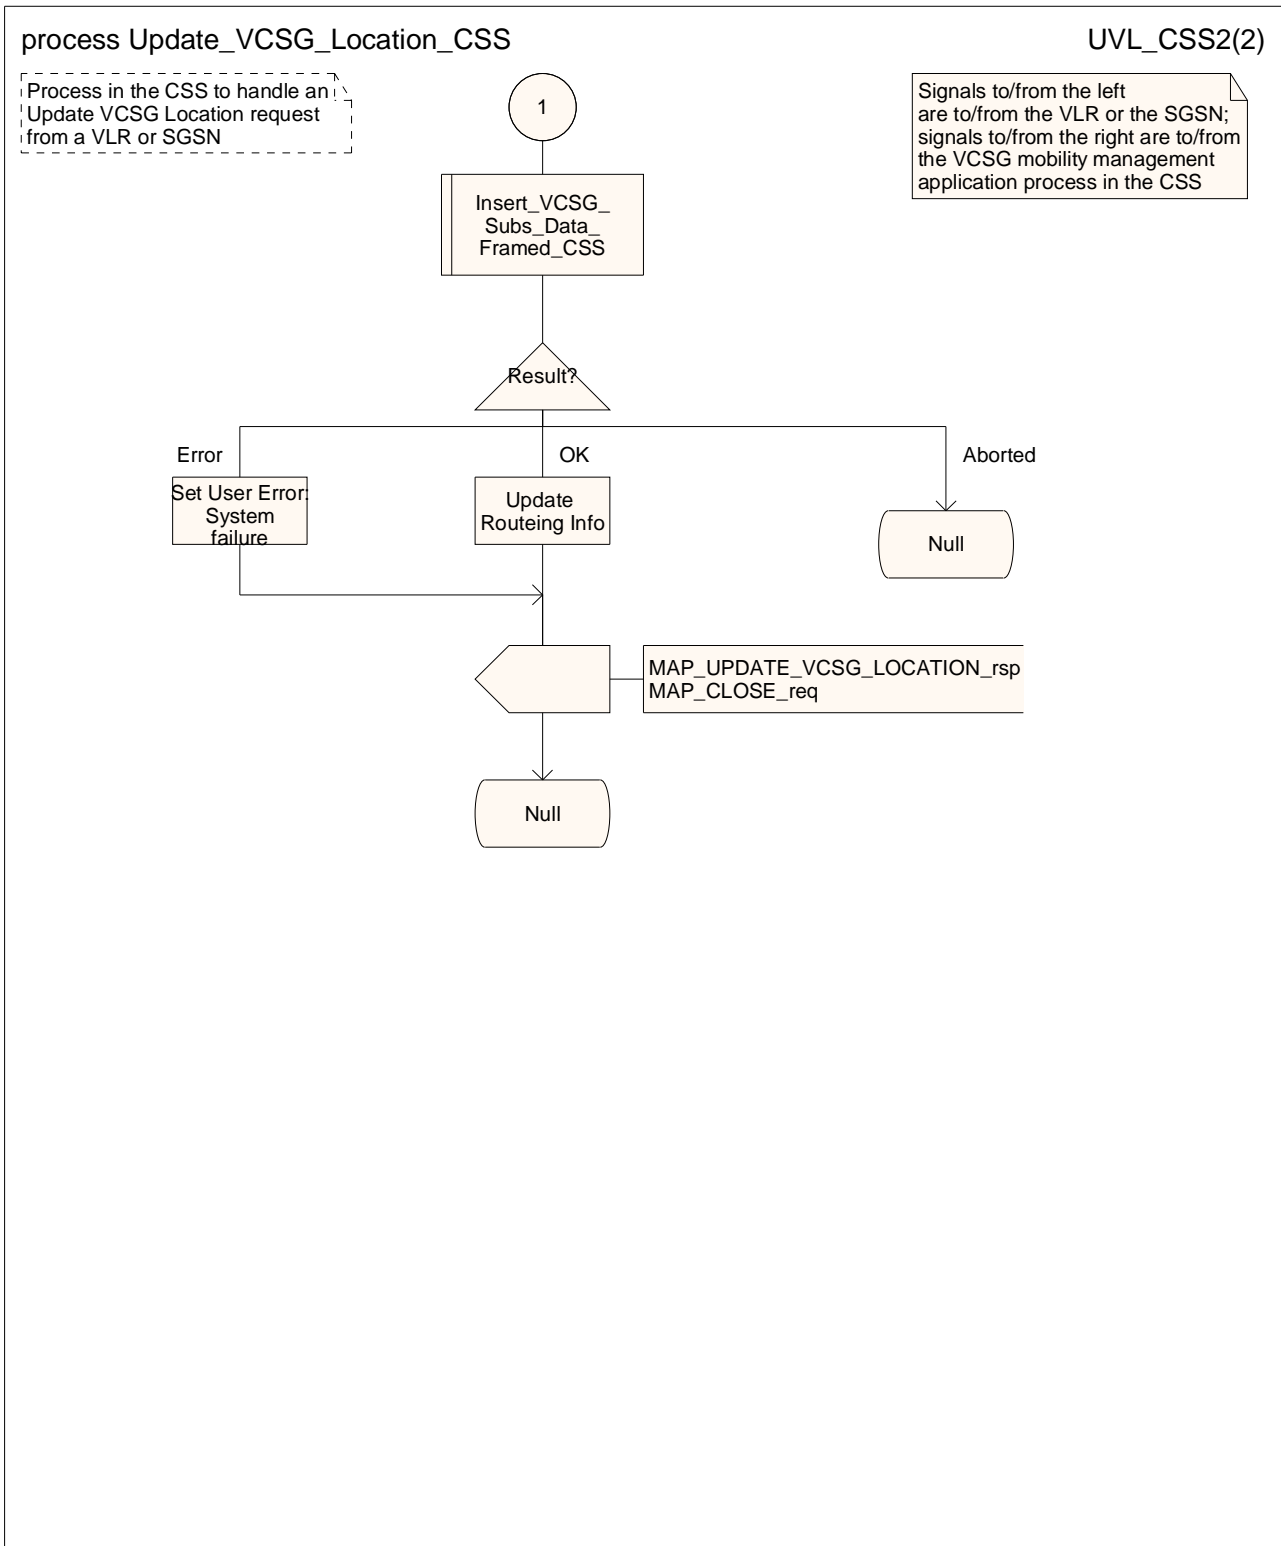 process Update_VCSG_Location_CSS
UVL_CSS2(2)
Process in the CSS to handle an
Update VCSG Location request
from a VLR or SGSN
Signals to/from the left
are to/from the VLR or the SGSN;
signals to/from the right are to/from
the VCSG mobility management
application process in the CSS
1
Insert_VCSG_
Subs_Data_
Framed_CSS
Result?
Error
OK
Aborted
Set User Error:
System
failure
Update
Routeing Info
Null
MAP_UPDATE_VCSG_LOCATION_rsp
MAP_CLOSE_req
Null